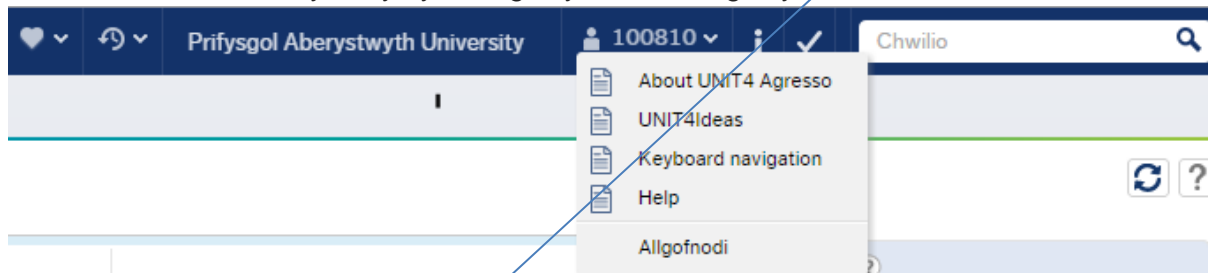 Prifysgol Aberystwyth University 100810 Chwilio
About UNIT4 Agresso
UNIT4Ideas
Keyboard navigation
Help
Allgofnodi